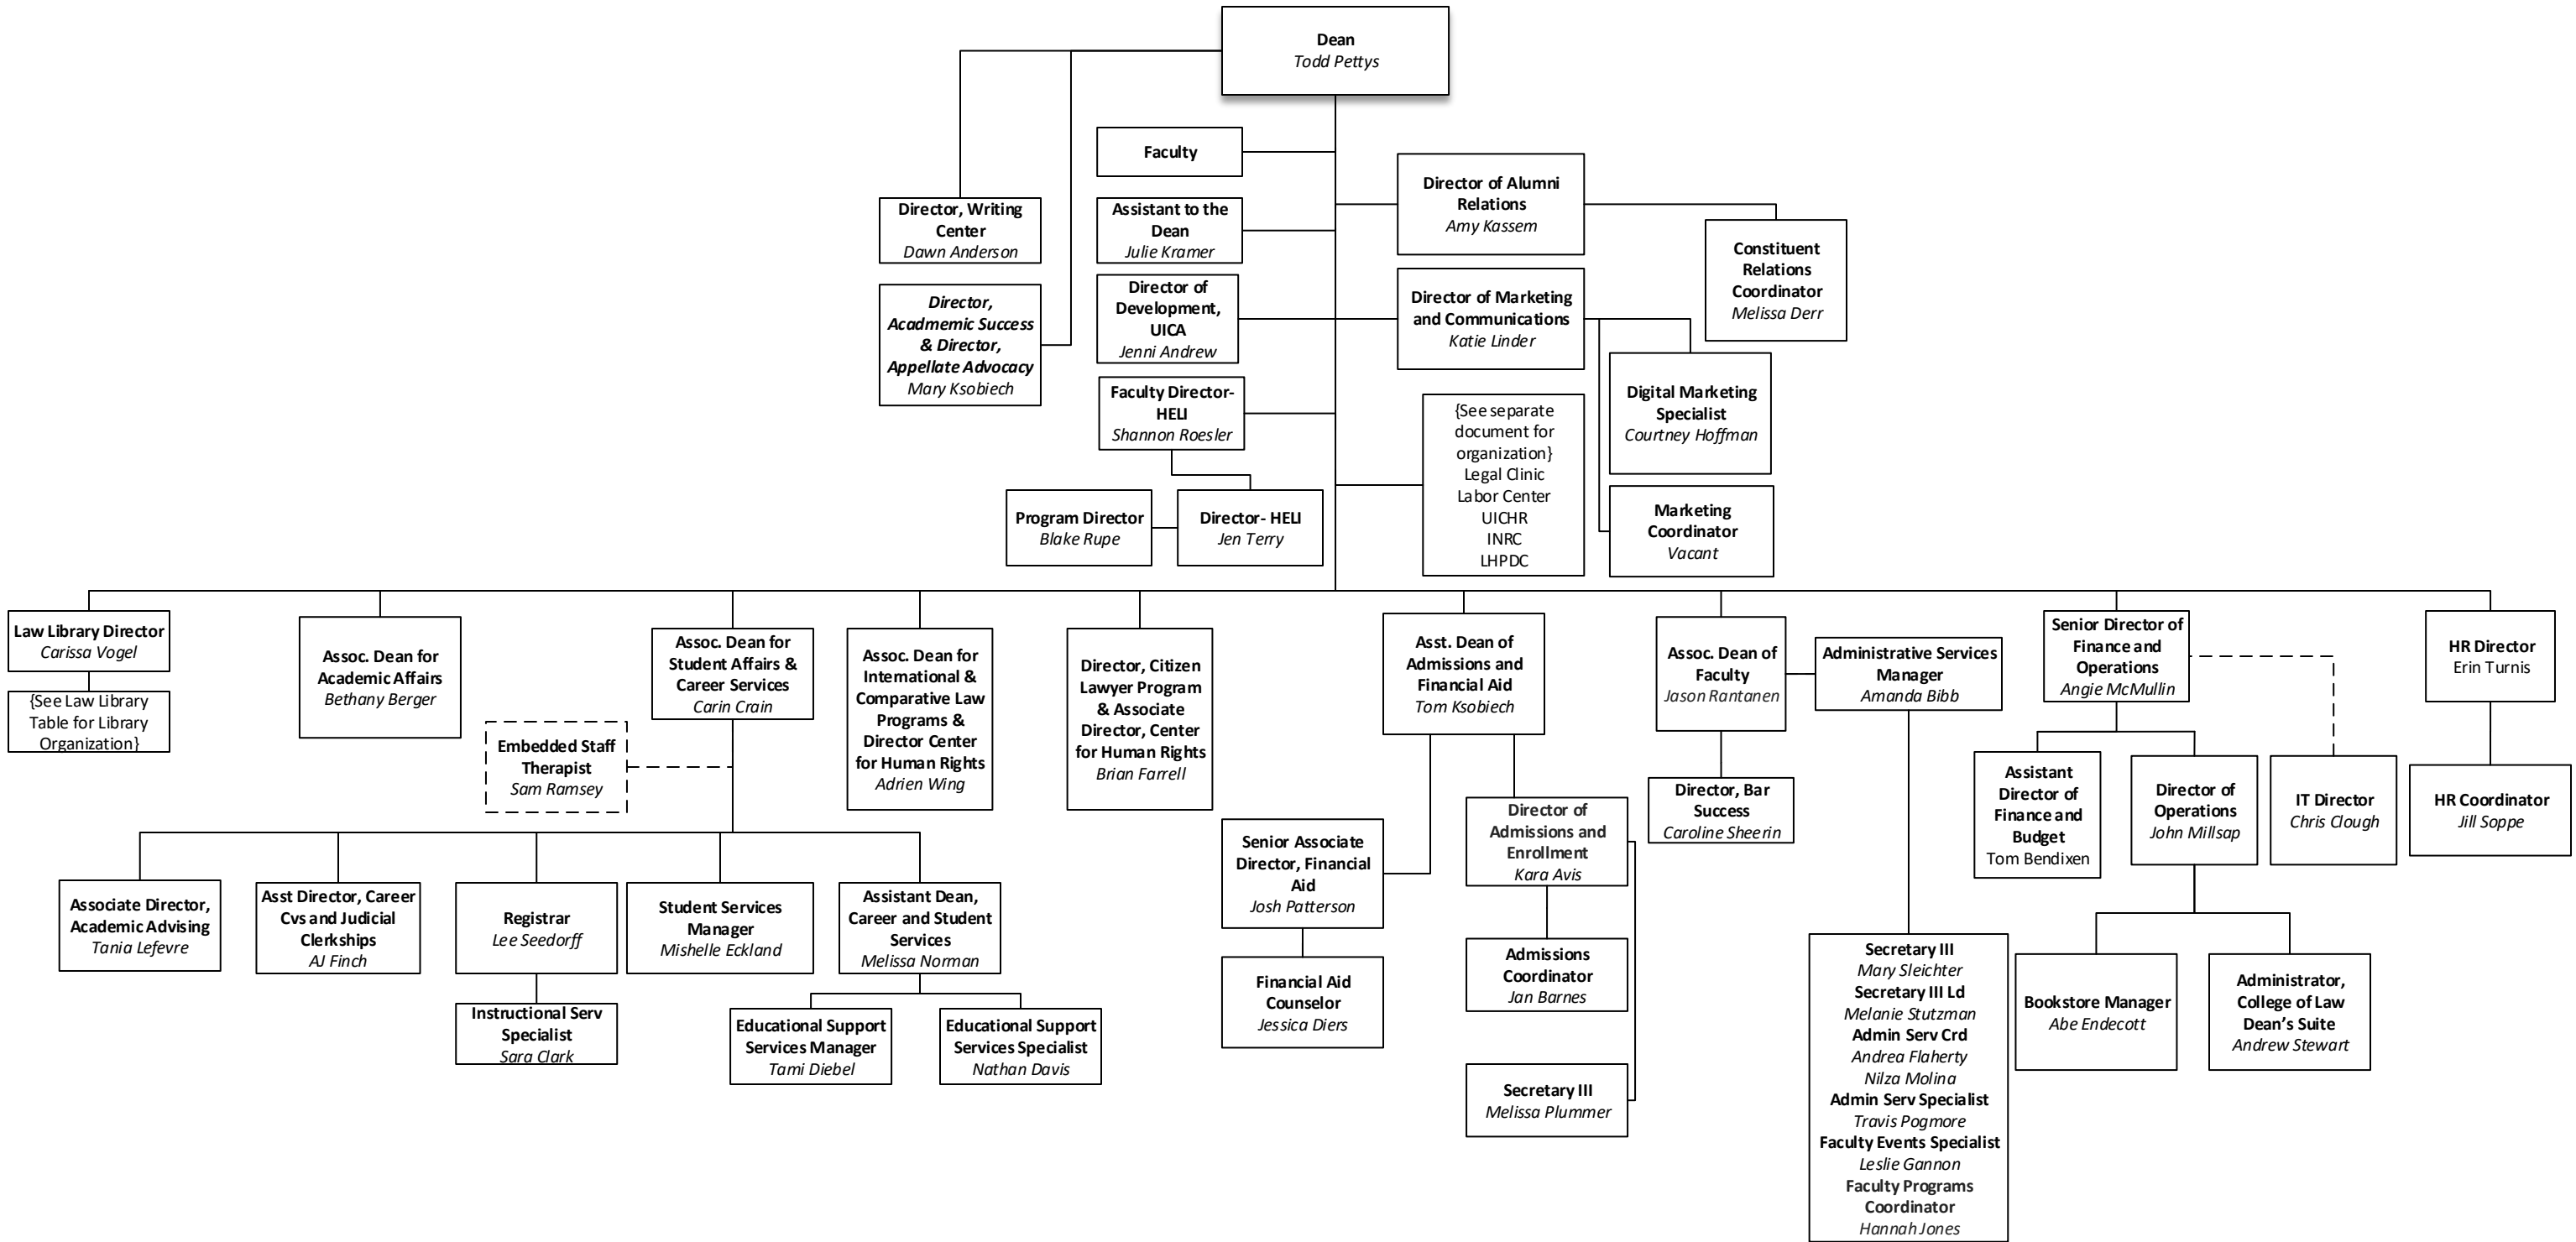 Dean
Todd Pettys
Faculty
Director of Alumni
Relations
Amy Kassem
Director, Writing
Center
Dawn Anderson
Assistant to the
Dean
Julie Kramer
Constituent
Relations
Coordinator
Melissa Derr
Director,
Acadmemic Success
& Director,
Appellate Advocacy
Mary Ksobiech
Director of
Development,
UICA
Jenni Andrew
Director of Marketing
and Communications
Katie Linder
Faculty Director-
HELI
Shannon Roesler
{See separate
document for
organization}
Legal Clinic
Labor Center
UICHR
INRC
LHPDC
Digital Marketing
Specialist
Courtney Hoffman
Program Director
Blake Rupe
Director- HELI
Jen Terry
Marketing
Coordinator
Vacant
Law Library Director
Carissa Vogel
{See Law Library
Table for Library
Organization}
Assoc. Dean for
Academic Affairs
Bethany Berger
Assoc. Dean for
Student Affairs &
Career Services
Carin Crain
Embedded Staff
Therapist
Sam Ramsey
Assoc. Dean for
International &
Comparative Law
Programs &
Director Center
for Human Rights
Adrien Wing
Director, Citizen
Lawyer Program
& Associate
Director, Center
for Human Rights
Brian Farrell
Asst. Dean of
Admissions and
Financial Aid
Tom Ksobiech
Assoc. Dean of
Faculty
Jason Rantanen
Administrative Services
Manager
Amanda Bibb
Senior Director of
Finance and
Operations
Angie McMullin
HR Director
Erin Turnis
Director, Bar
Success
Caroline Sheerin
Assistant
Director of
Finance and
Budget
Tom Bendixen
Director of
Operations
John Millsap
IT Director
Chris Clough
HR Coordinator
Jill Soppe
Senior Associate
Director, Financial
Aid
Josh Patterson
Director of
Admissions and
Enrollment
Kara Avis
Associate Director,
Academic Advising
Tania Lefevre
Asst Director, Career
Cvs and Judicial
Clerkships
AJ Finch
Registrar
Lee Seedorff
Student Services
Manager
Mishelle Eckland
Assistant Dean,
Career and Student
Services
Melissa Norman
Instructional Serv
Specialist
Sara Clark
Educational Support
Services Manager
Tami Diebel
Educational Support
Services Specialist
Nathan Davis
Financial Aid
Counselor
Jessica Diers
Admissions
Coordinator
Jan Barnes
Secretary III
Melissa Plummer
Secretary III
Mary Sleichter
Secretary III Ld
Melanie Stutzman
Admin Serv Crd
Andrea Flaherty
Nilza Molina
Admin Serv Specialist
Travis Pogmore
Faculty Events Specialist
Leslie Gannon
Faculty Programs
Coordinator
Hannah Jones
Bookstore Manager
Abe Endecott
Administrator,
College of Law
Dean’s Suite
Andrew Stewart